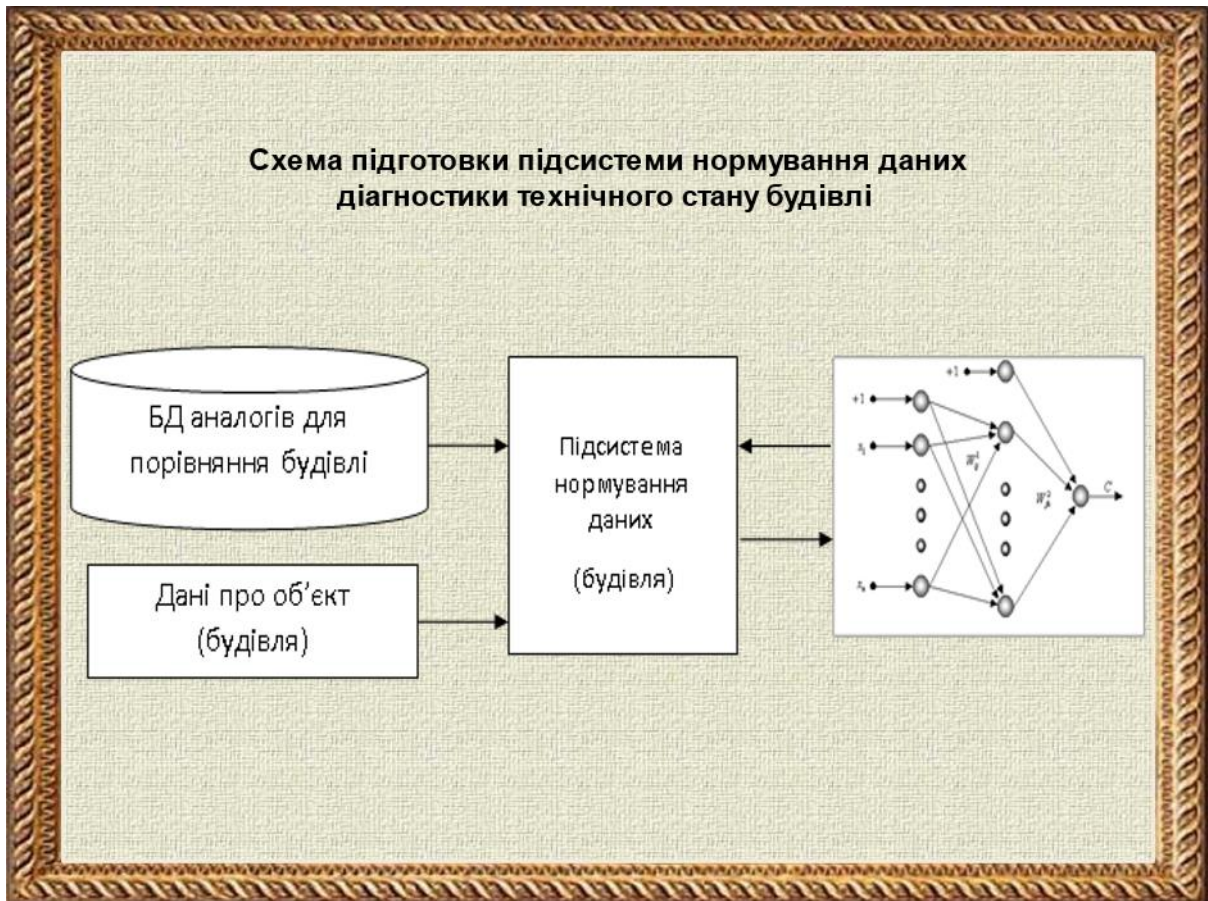 Схема підготовки підсистеми нормування даних
діагностики технічного стану будівлі
БД аналогів для
порівняння будівлі
Дані про об’єкт
(будівля)
Підсистема
нормування
даних
(будівля)
+1
+1
C